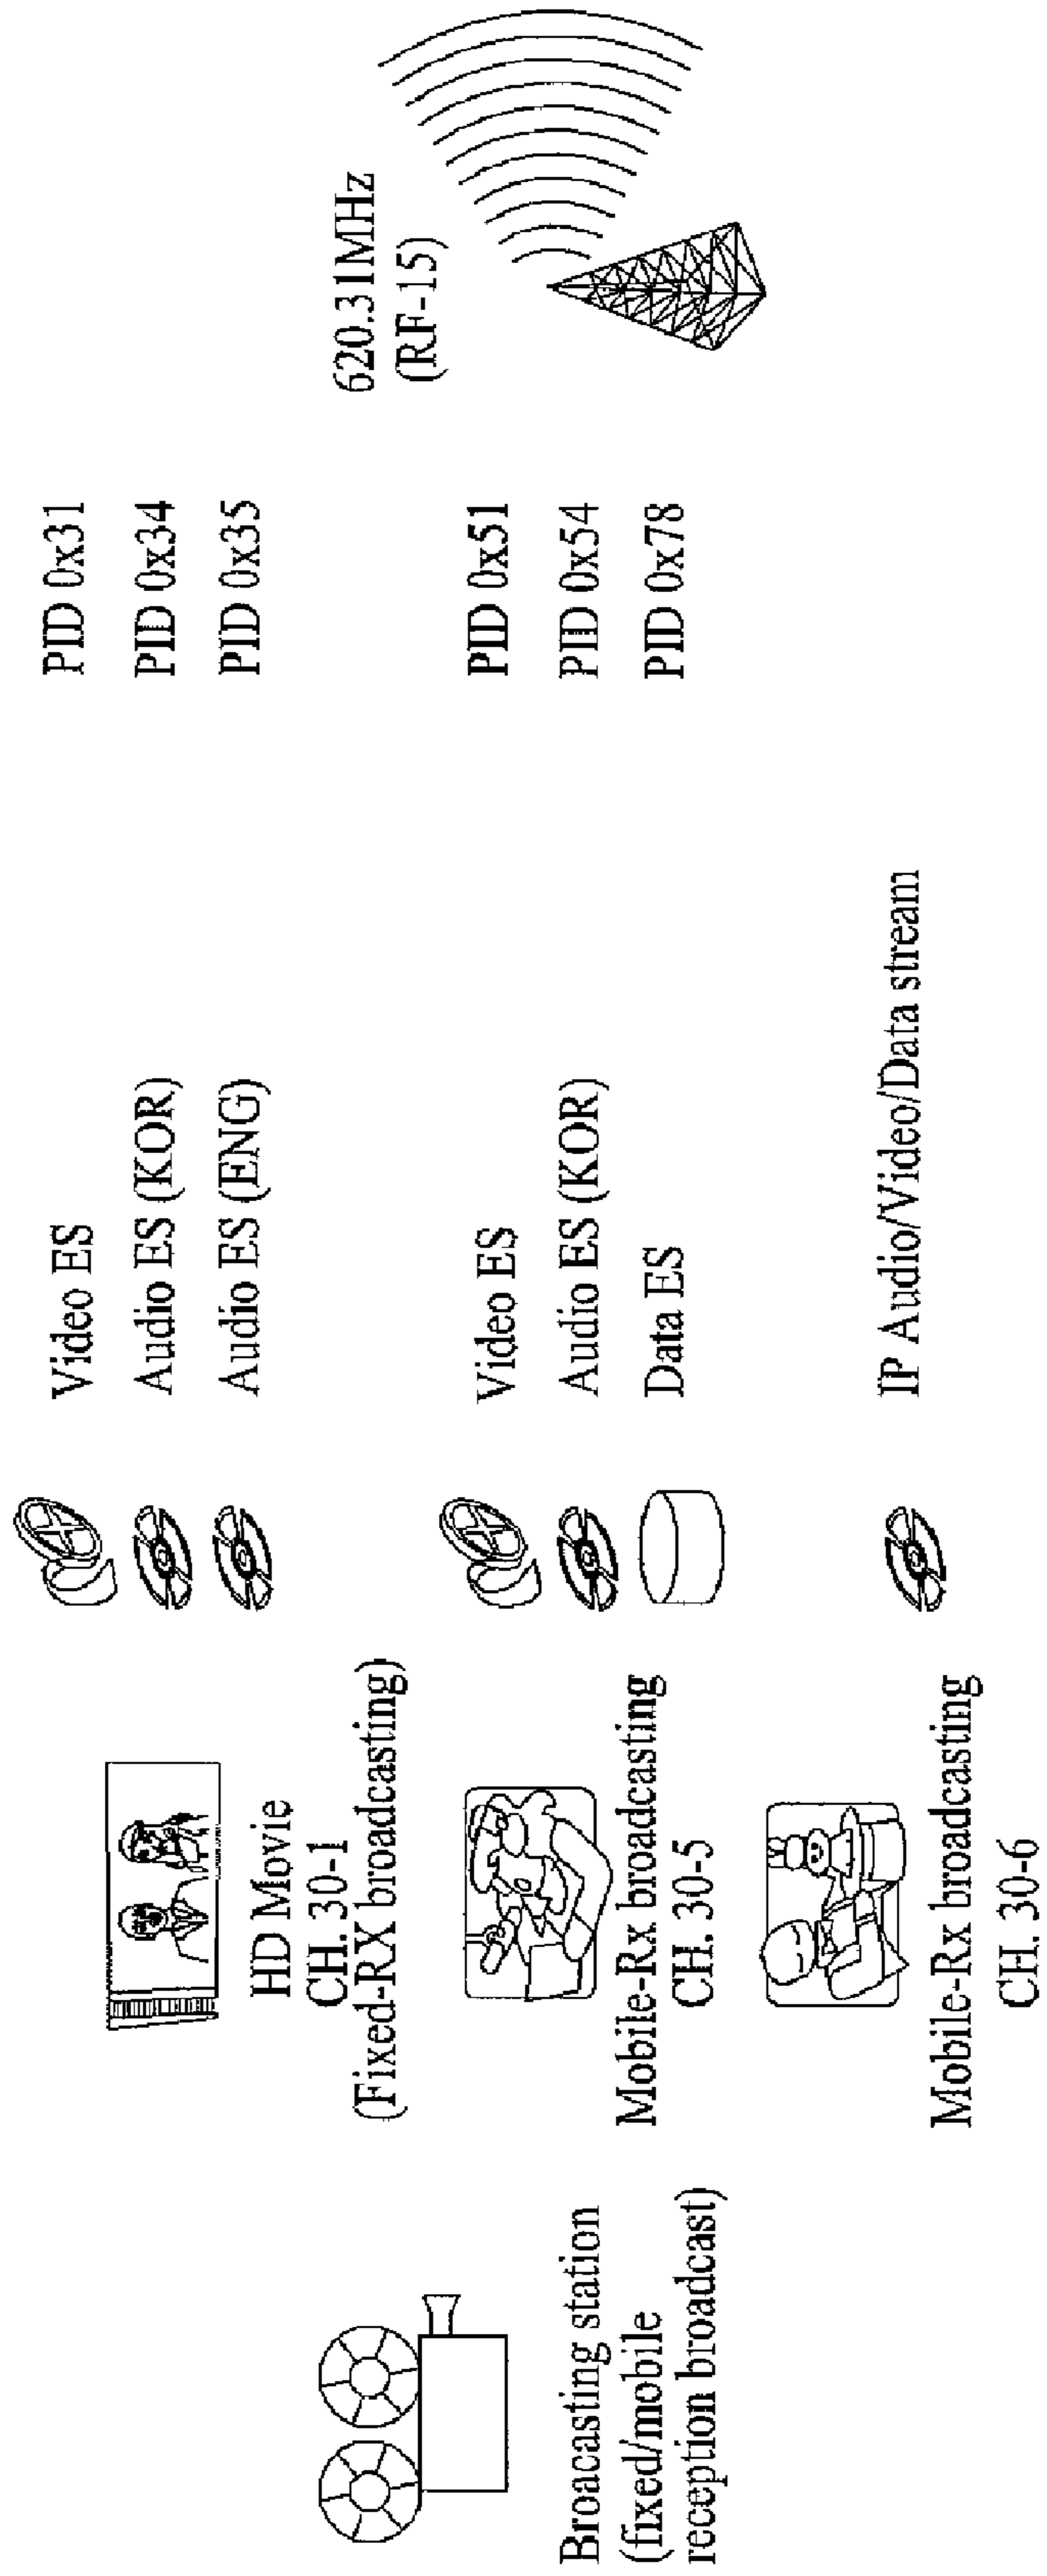 Broacasting station
(fixed/mobile
reception broadcast)
HD Movie
CH. 30-1
(Fixed-RX broadcasting)
Video ES
PID 0x31
Audio ES (KOR)
PID 0x34
Audio ES (ENG)
PID 0x35
Mobile-Rx broadcasting
CH. 30-5
Video ES
PID 0x51
Audio ES (KOR)
PID 0x54
Data ES
PID 0x78
Mobile-Rx broadcasting
CH. 30-6
IP Audio/Video/Data stream
620.31MHz
(RF-15)